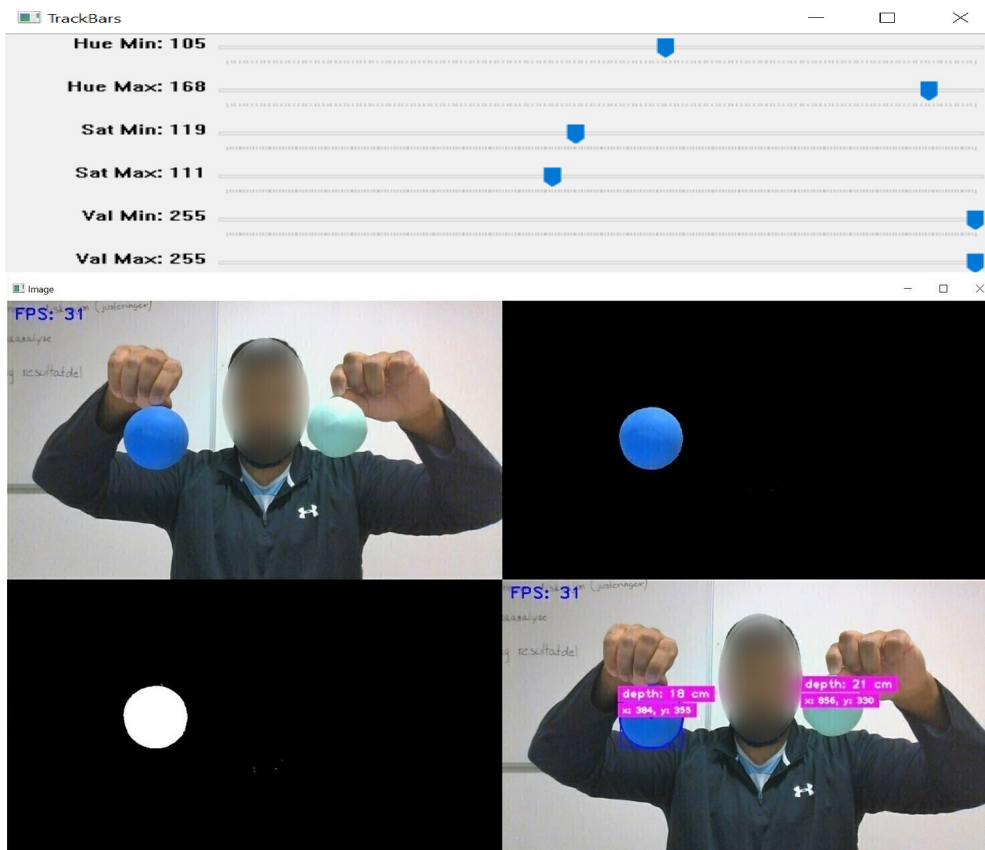 TrackBars
Hue Min: 105
Hue Max: 168
Sat Min: 119
Sat Max: 111
Val Min: 255
Val Max: 255
Image
FPS: 31
(justeringer)
resultatdel
FPS: 31
resultatdel
depth: 18 cm
x: 384, y: 355
depth: 21 cm
x: 856, y: 330